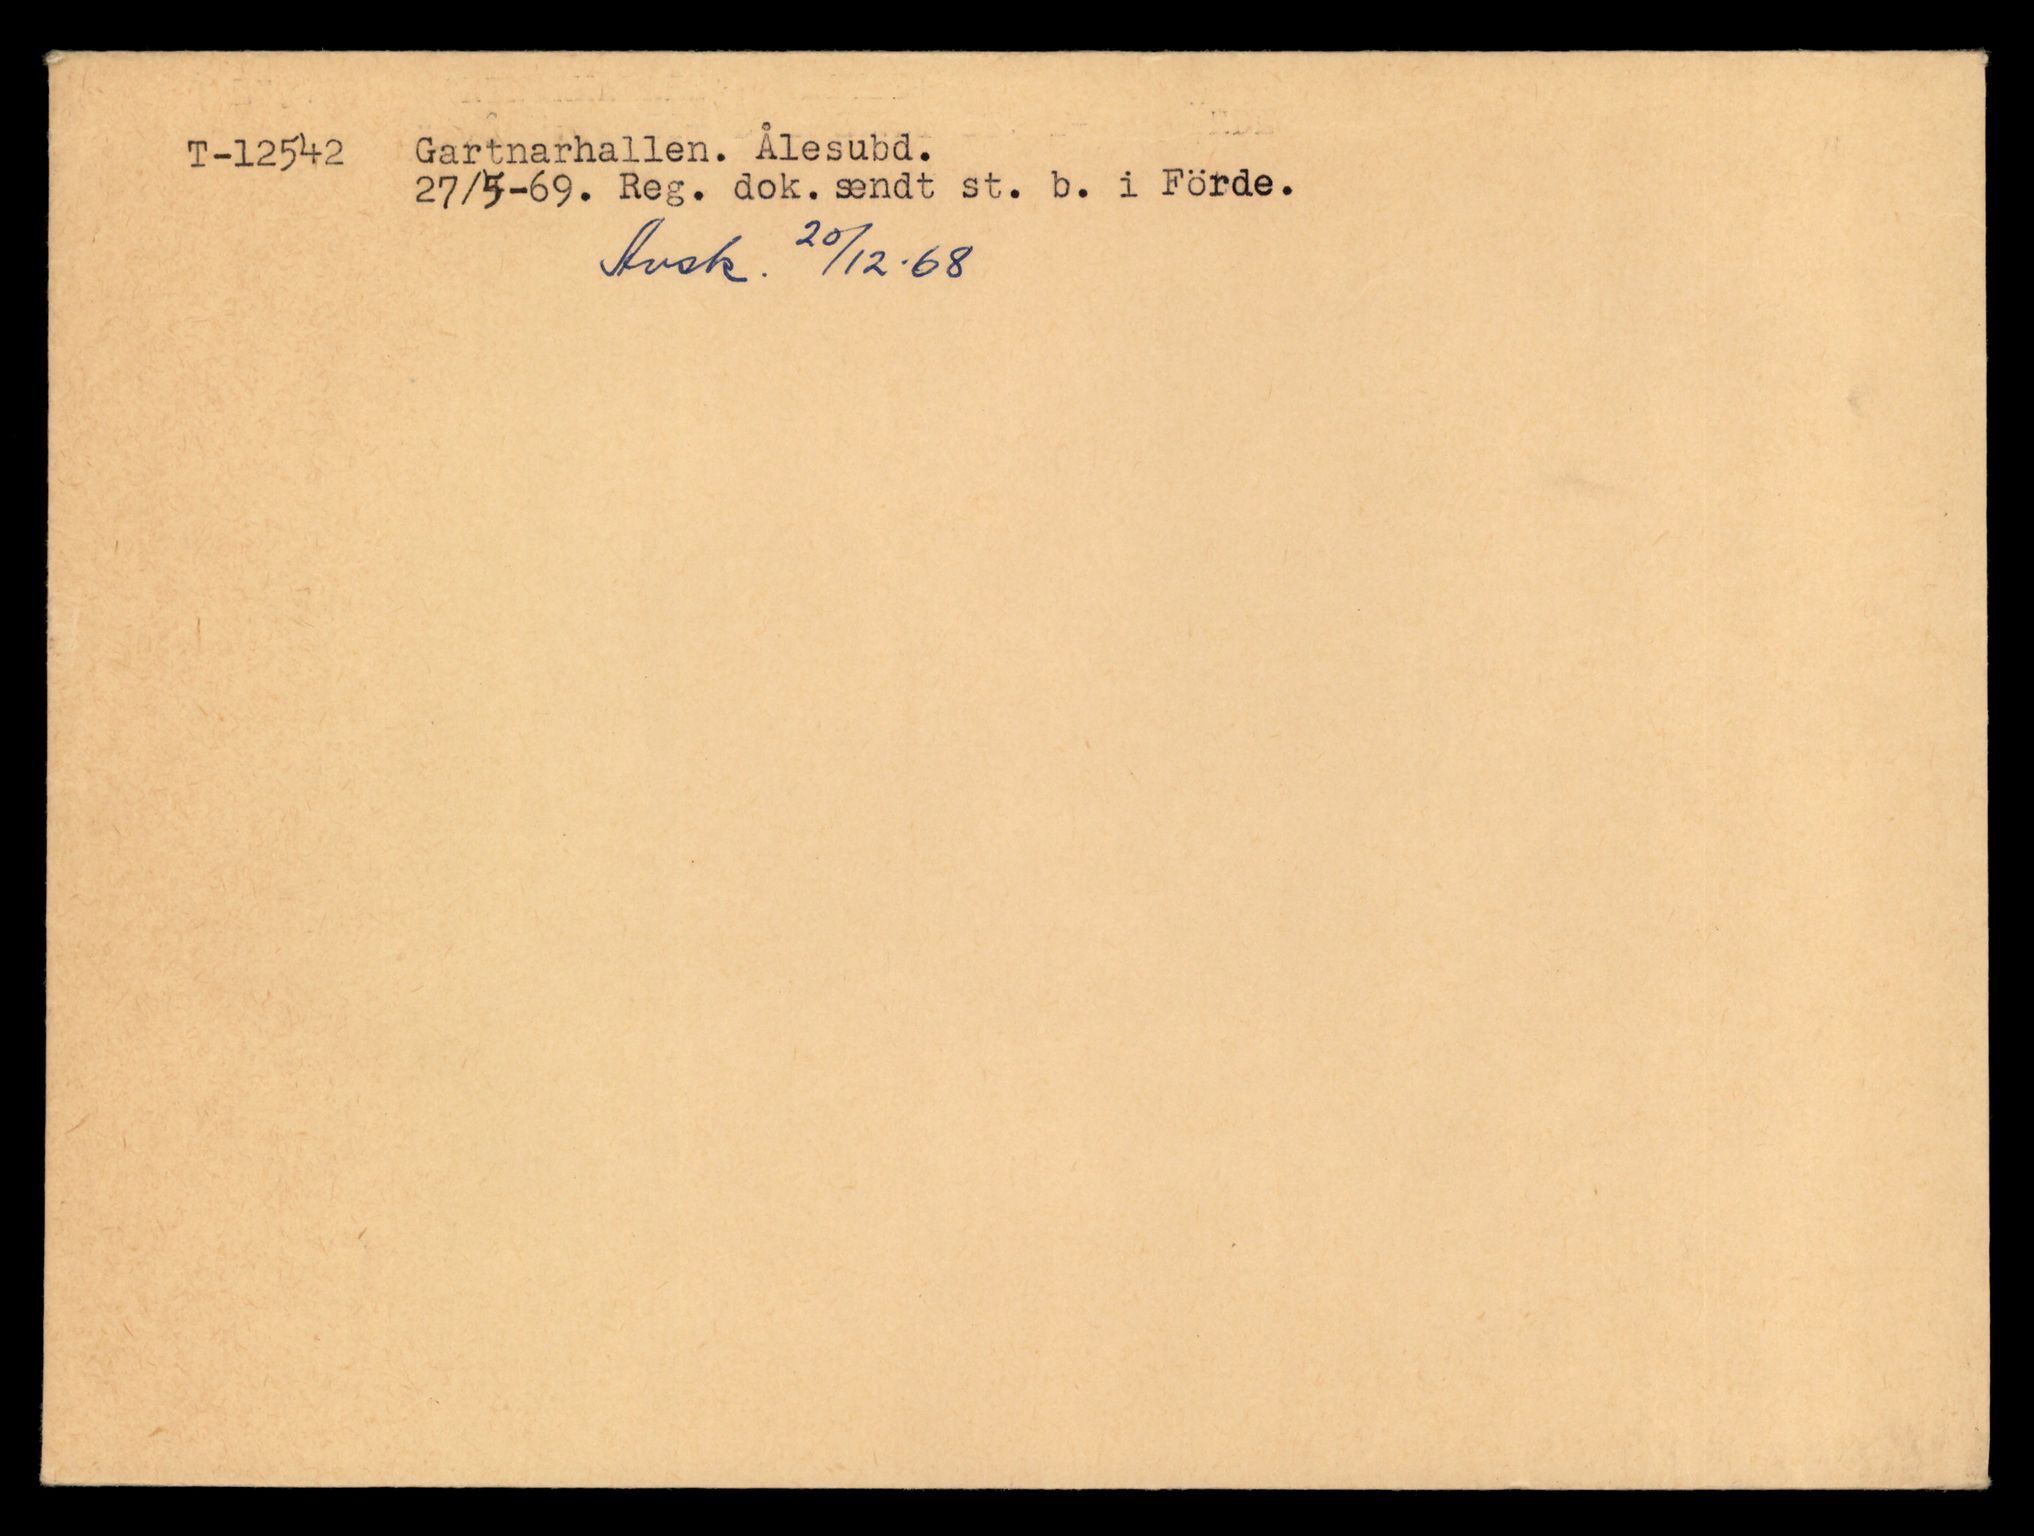 T-12542 Gartnarhallen. Ålesubd.
27/5-69. Reg. dok. sendt st. b. i Förde.
Avsk. 20/12-68